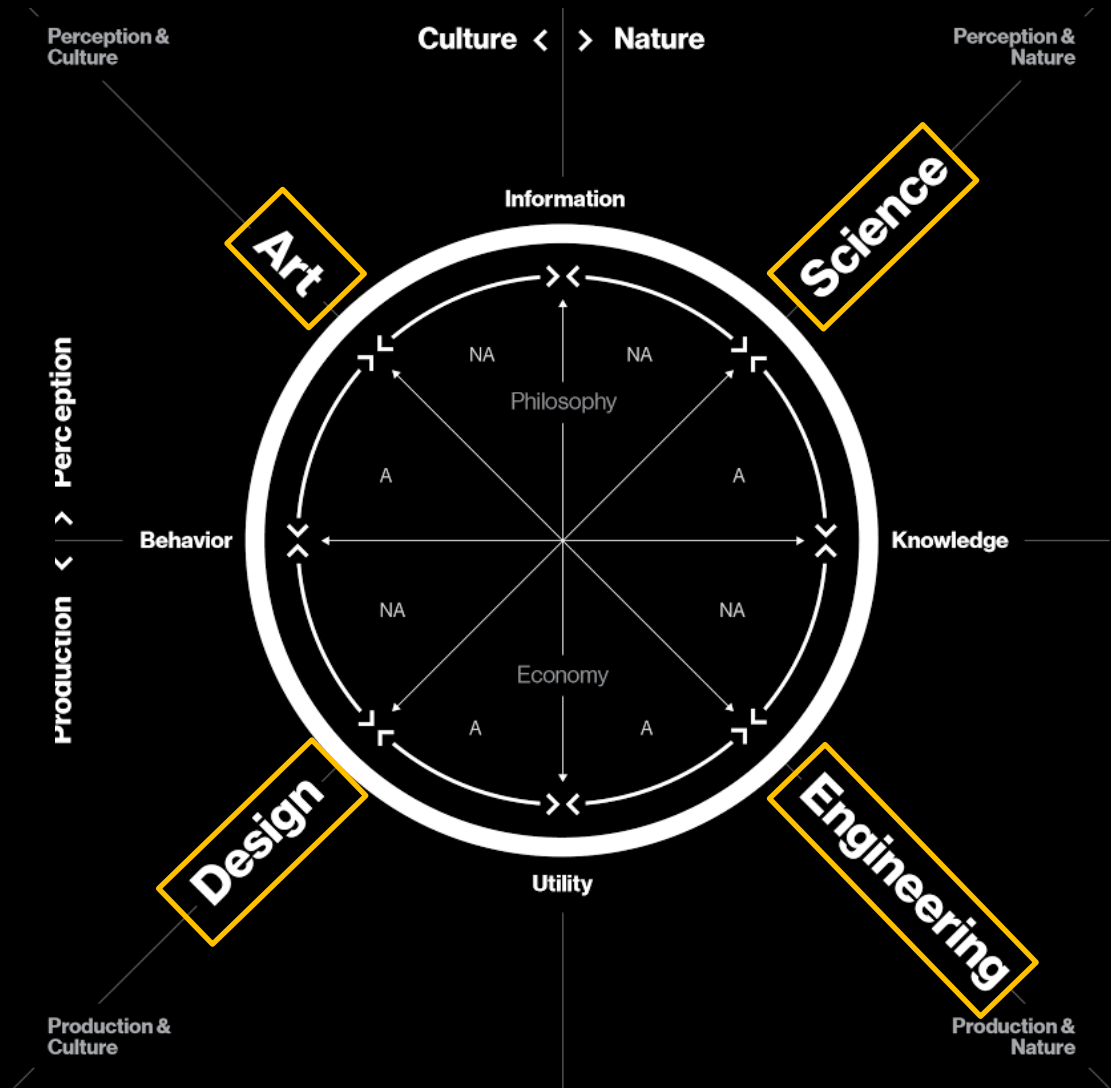 Perception &
Culture
Culture < > Nature
Perception &
Nature
Art
Science
Information
NA
NA
Philosophy
A
A
Production < > Perception
Behavior
Knowledge
NA
NA
Economy
A
A
Design
Engineering
Utility
Production &
Culture
Production &
Nature